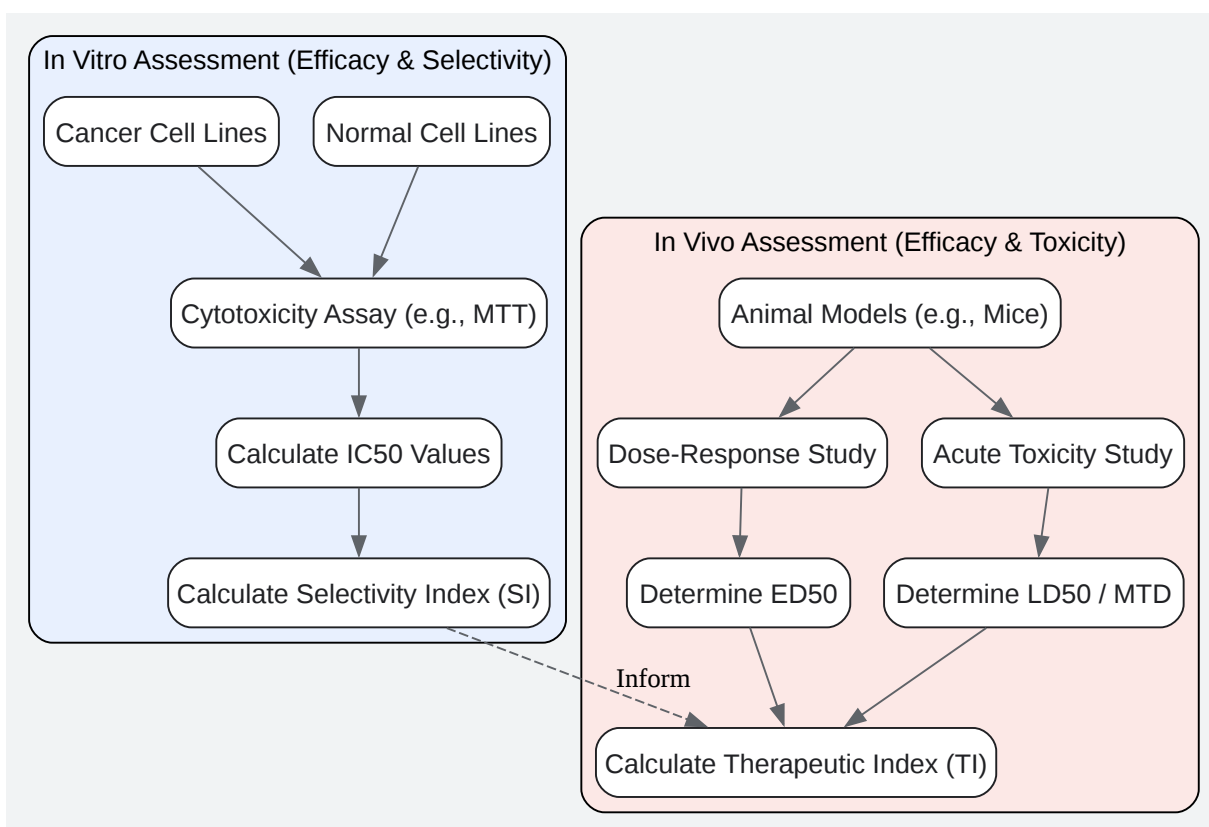 In Vitro Assessment (Efficacy & Selectivity)
Cancer Cell Lines
Normal Cell Lines
Cytotoxicity Assay (e.g., MTT)
Calculate IC50 Values
Calculate Selectivity Index (SI)
Inform
In Vivo Assessment (Efficacy & Toxicity)
Animal Models (e.g., Mice)
Dose-Response Study
Acute Toxicity Study
Determine ED50
Determine LD50 / MTD
Calculate Therapeutic Index (TI)